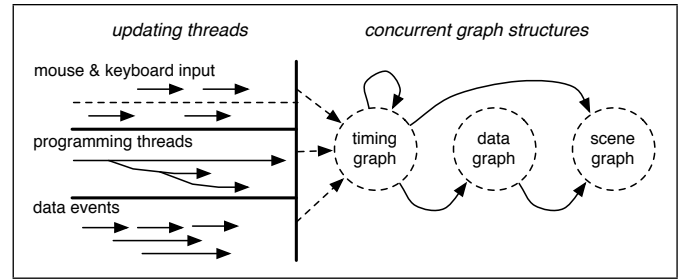 updating threads
concurrent graph structures
mouse & keyboard input
programming threads
data events
timing
graph
data
graph
scene
graph